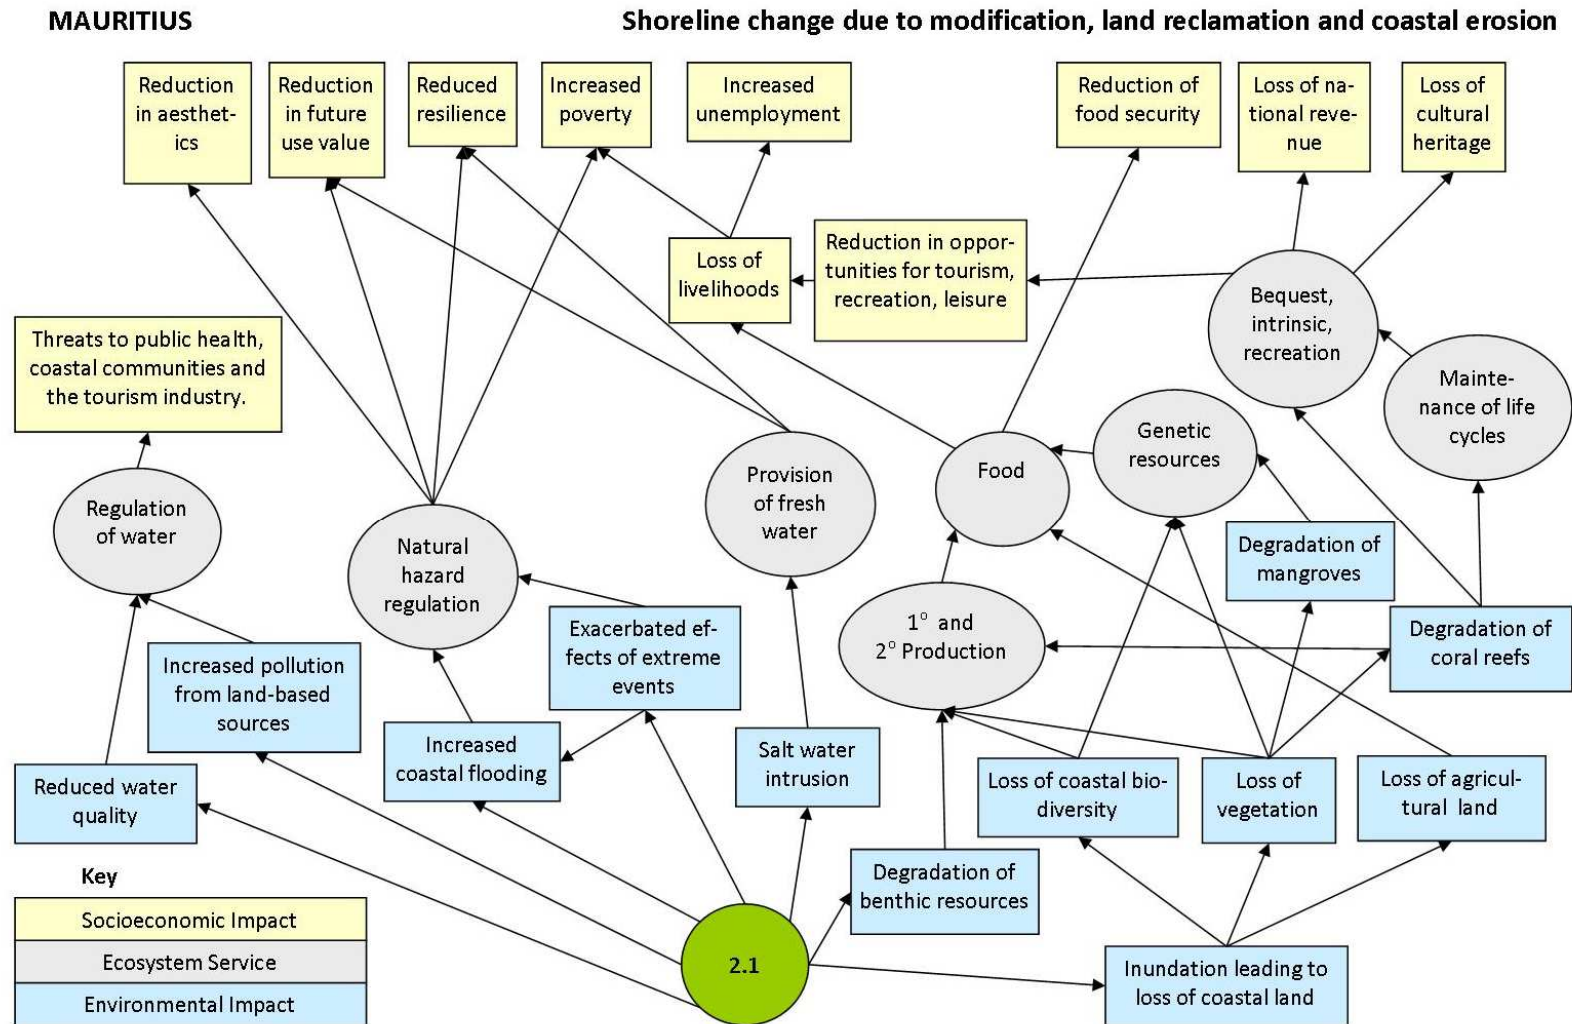 MAURITIUS
Shoreline change due to modification, land reclamation and coastal erosion
Reduction
in aesthet-
ics
Reduction
in future
use value
Reduced
resilience
Increased
poverty
Increased
unemployment
Reduction of
food security
Loss of na-
tional reve-
nue
Loss of
cultural
heritage
Loss of
livelihoods
Reduction in oppor-
tunities for tourism,
recreation, leisure
Bequest,
intrinsic,
recreation
Threats to public health,
coastal communities and
the tourism industry.
Mainte-
nance of life
cycles
Genetic
resources
Food
Provision
of fresh
water
Regulation
of water
Natural
hazard
regulation
Degradation of
mangroves
1° and
2° Production
Degradation of
coral reefs
Exacerbated ef-
fects of extreme
events
Increased pollution
from land-based
sources
Increased
coastal flooding
Salt water
intrusion
Loss of coastal bio-
diversity
Loss of
vegetation
Loss of agricul-
tural land
Reduced water
quality
Degradation of
benthic resources
Key
Socioeconomic Impact
Ecosystem Service
Environmental Impact
2.1
Inundation leading to
loss of coastal land